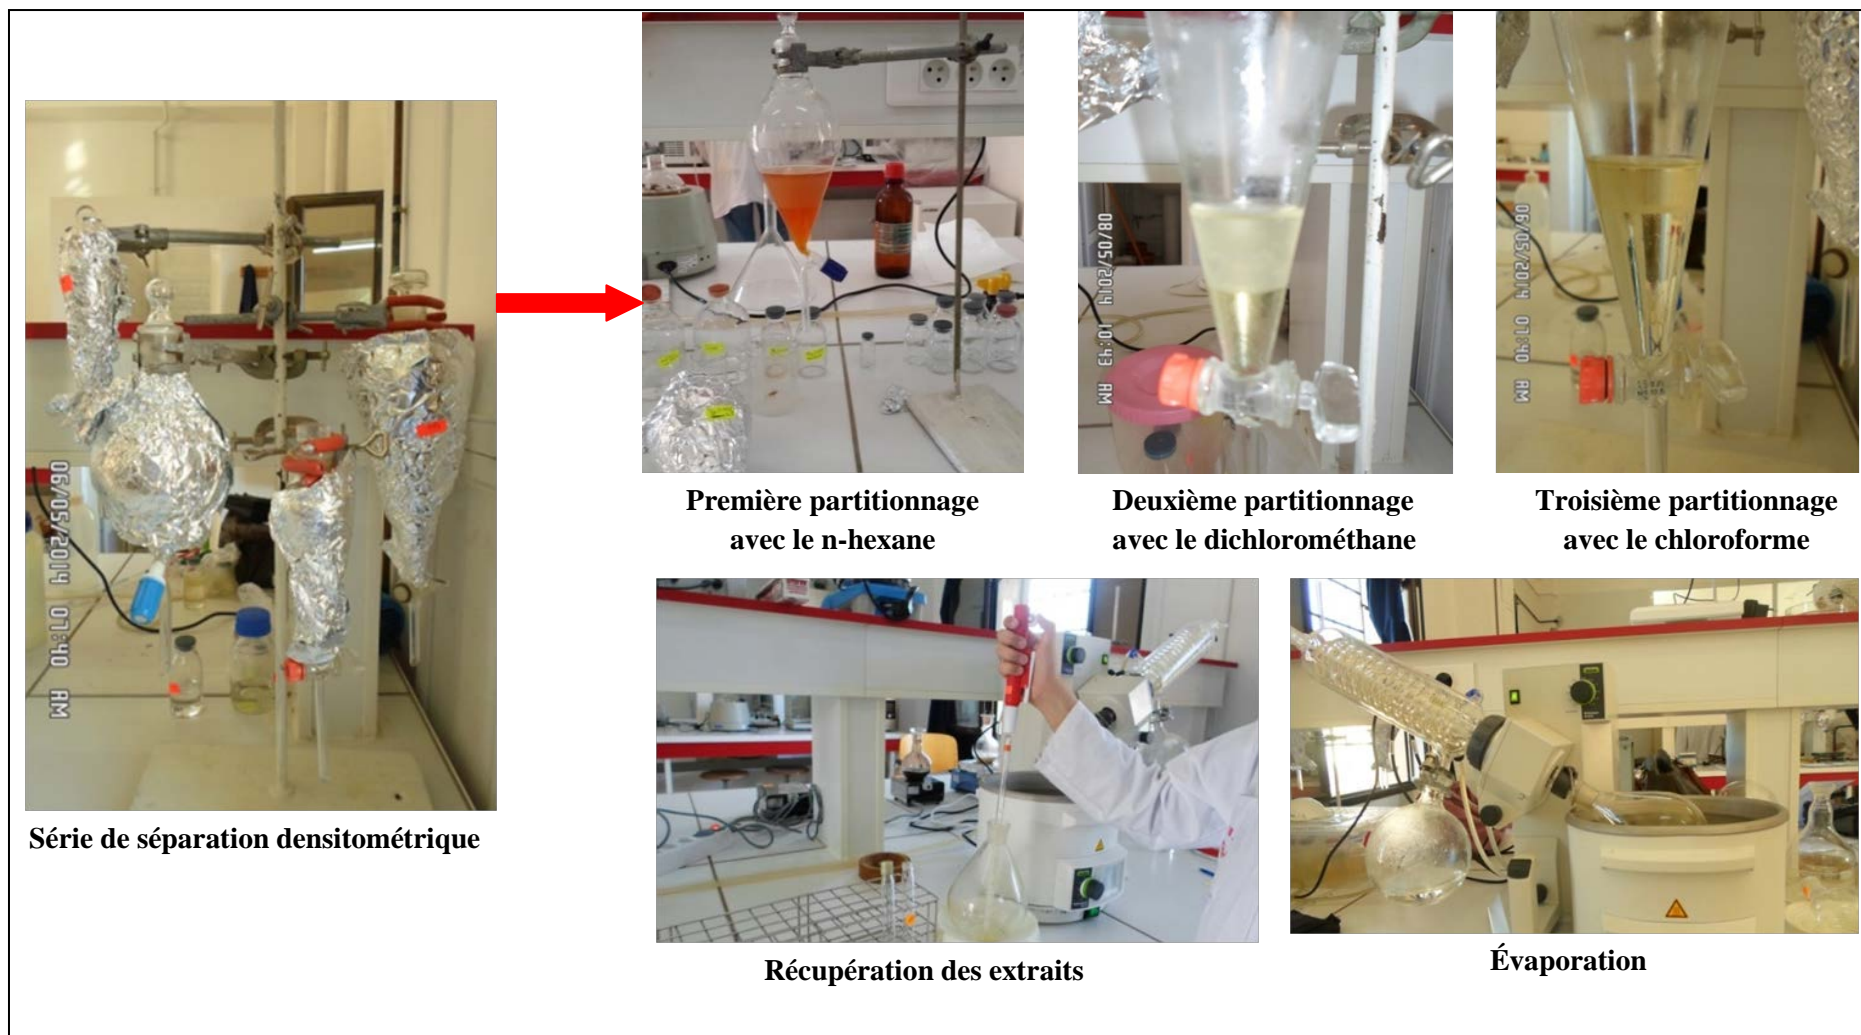 06/05/2014 07:40 AM
08/05/2014 10:43 AM
06/05/2014 07:40 AM
Première partitionnage
avec le n-hexane
Deuxième partitionnage
avec le dichlorométhane
Troisième partitionnage
avec le chloroforme
Série de séparation densitométrique
Récupération des extraits
Évaporation